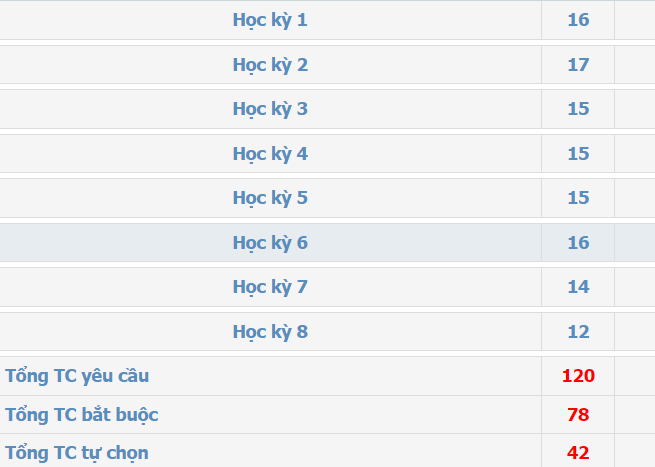 Học kỳ 1 16
Học kỳ 2 17
Học kỳ 3 15
Học kỳ 4 15
Học kỳ 5 15
Học kỳ 6 16
Học kỳ 7 14
Học kỳ 8 12
Tổng TC yêu cầu 120
Tổng TC bắt buộc 78
Tổng TC tự chọn 42